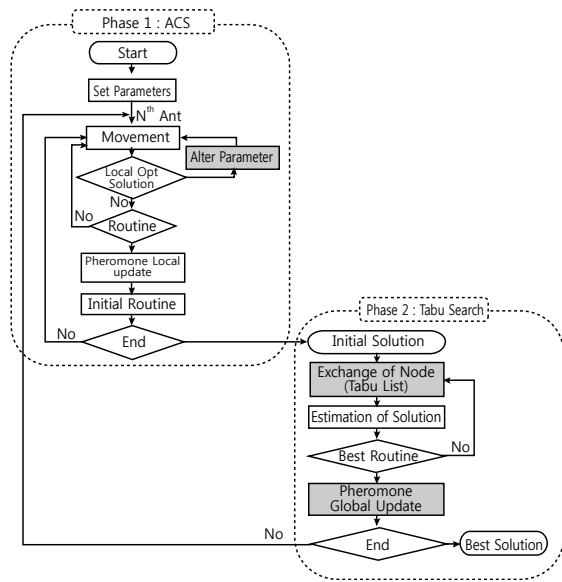 Phase 1 : ACS
Start
Set Parameters
Nth Ant
Movement
Alter Parameter
Local Opt
Solution
No
No
Routine
Pheromone Local
update
Initial Routine
No
End
Phase 2 : Tabu Search
Initial Solution
Exchange of Node
(Tabu List)
Estimation of Solution
No
Best Routine
Pheromone
Global Update
No
End
Best Solution